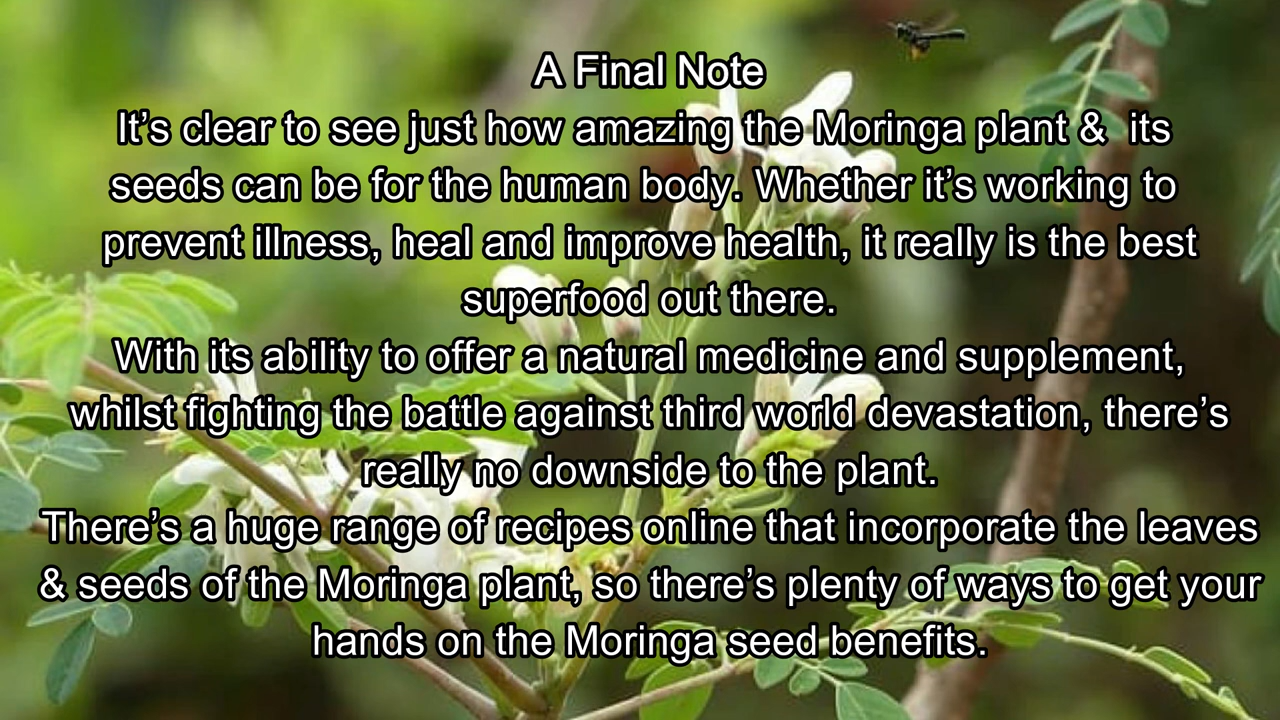 A Final Note
It’s clear to see just how amazing the Moringa plant &  its
seeds can be for the human body. Whether it’s working to
prevent illness, heal and improve health, it really is the best
superfood out there.
With its ability to offer a natural medicine and supplement,
whilst fighting the battle against third world devastation, there’s
really no downside to the plant.
There’s a huge range of recipes online that incorporate the leaves
& seeds of the Moringa plant, so there’s plenty of ways to get your
hands on the Moringa seed benefits.